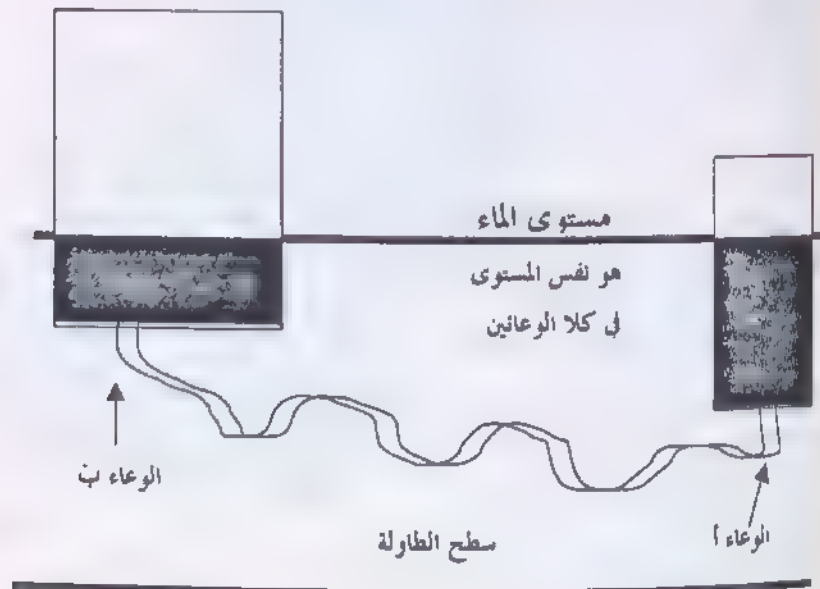 مستوى الماء
هو نفس المستوى
في كلا الوعائين
الوعاء ب
الوعاء أ
سطح الطاولة